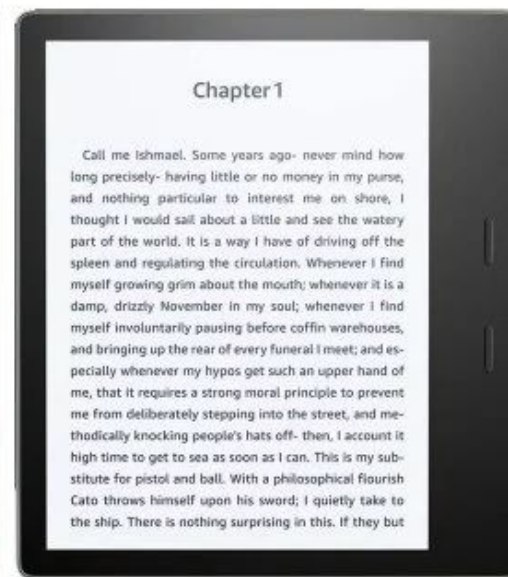 Chapter 1
Call me Ishmael. Some years ago- never mind how
long precisely- having little or no money in my purse,
and nothing particular to interest me on shore, I
thought I would sail about a little and see the watery
part of the world. It is a way I have of driving off the
spleen and regulating the circulation. Whenever I find
myself growing grim about the mouth; whenever it is a
damp, drizzly November in my soul; whenever I find
myself involuntarily pausing before coffin warehouses,
and bringing up the rear of every funeral I meet; and es-
pecially whenever my hypos get such an upper hand of
me, that it requires a strong moral principle to prevent
me from deliberately stepping into the street, and me-
thodically knocking people's hats off- then, I account it
high time to get to sea as soon as I can. This is my sub-
stitute for pistol and ball. With a philosophical flourish
Cato throws himself upon his sword; I quietly take to
the ship. There is nothing surprising in this. If they but